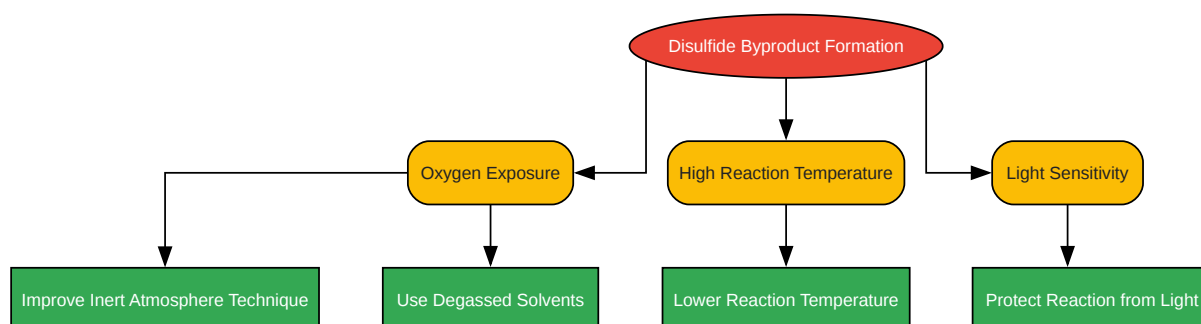 Disulfide Byproduct Formation
Oxygen Exposure
High Reaction Temperature
Light Sensitivity
Improve Inert Atmosphere Technique
Use Degassed Solvents
Lower Reaction Temperature
Protect Reaction from Light